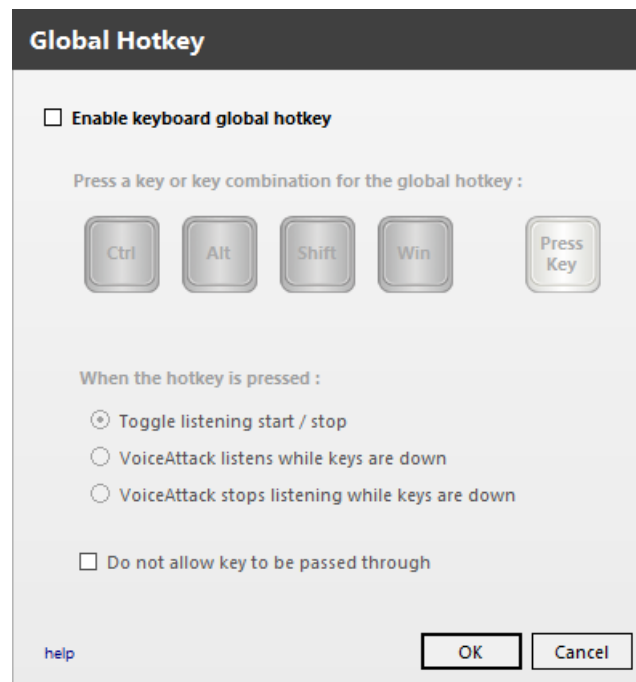 Global Hotkey
Enable keyboard global hotkey
Press a key or key combination for the global hotkey :
Ctrl Alt Shift Win Press Key
When the hotkey is pressed :
Toggle listening start / stop
VoiceAttack listens while keys are down
VoiceAttack stops listening while keys are down
Do not allow key to be passed through
help OK Cancel